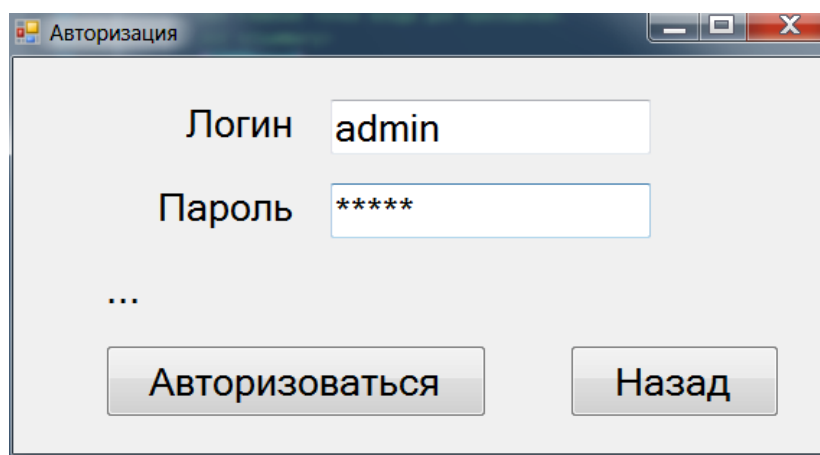 Авторизация
Логин admin
Пароль *****
...
Авторизоваться Назад